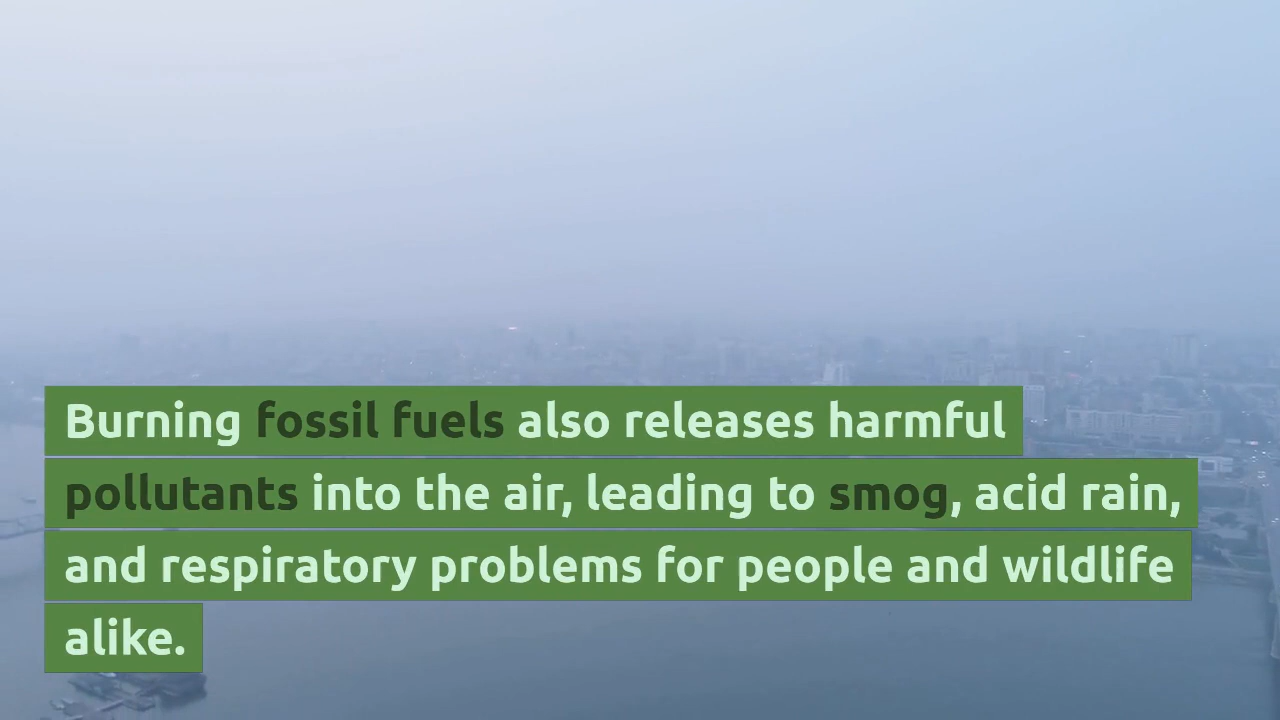 Burning fossil fuels also releases harmful
pollutants into the air, leading to smog, acid rain,
and respiratory problems for people and wildlife
alike.